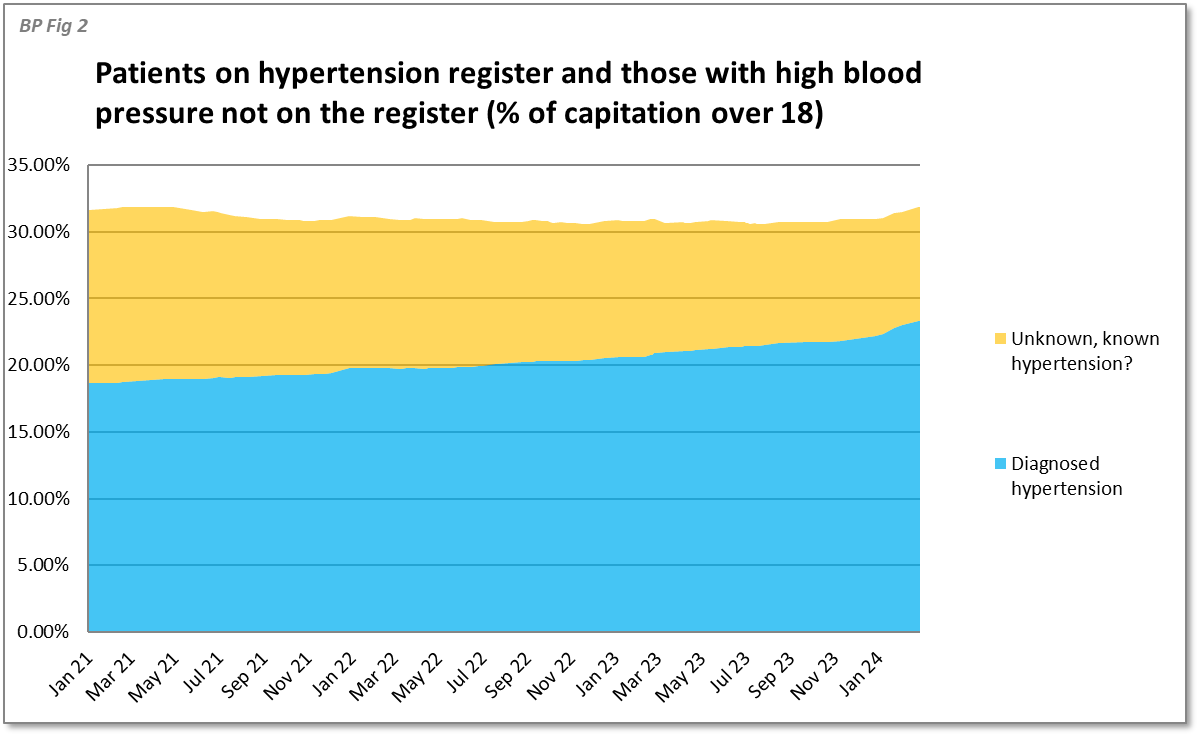 BP Fig 2
Patients on hypertension register and those with high blood
pressure not on the register (% of capitation over 18)
35.00%
30.00%
25.00%
20.00%
15.00%
10.00%
5.00%
0.00%
Jan 21
Mar 21
May 21
Jul 21
Sep 21
Nov 21
Jan 22
Mar 22
May 22
Jul 22
Sep 22
Nov 22
Jan 23
Mar 23
May 23
Jul 23
Sep 23
Nov 23
Jan 24
Unknown, known
hypertension?
Diagnosed
hypertension